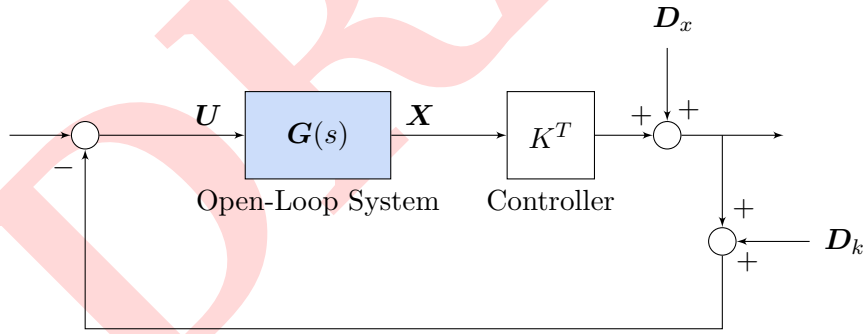 D_x
U
G(s)
X
K^T
+
+
Open-Loop System
Controller
−
+
D_k
+